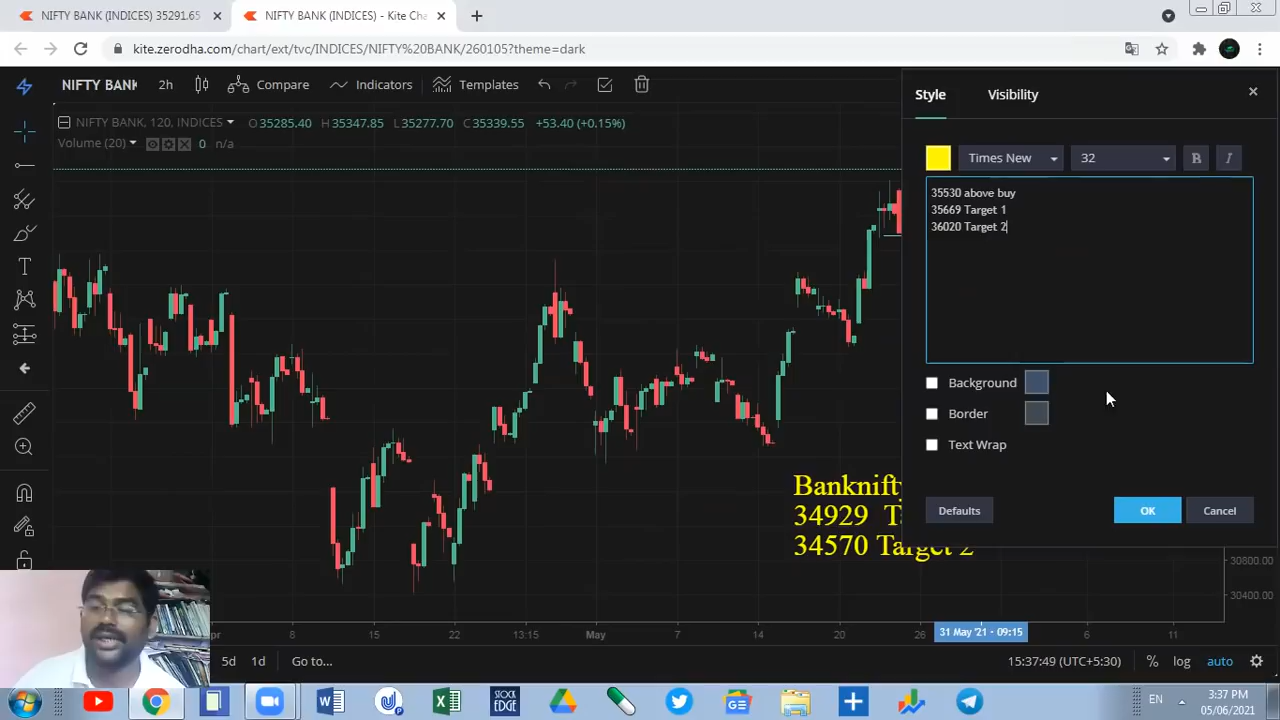 NIFTY BANK (INDICES) 35291.65
NIFTY BANK (INDICES) - Kite Cha
kite.zerodha.com/chart/ext/tvc/INDICES/NIFTY%20BANK/260105?theme=dark
NIFTY BANK
2h
Compare
Indicators
Templates
NIFTY BANK, 120, INDICES
O35285.40 H35347.85 L35277.70 C35339.55 +53.40 (+0.15%)
Volume (20)
0 n/a
Style
Visibility
Times New
32
B
I
35530 above buy
35669 Target 1
36020 Target 2
Background
Border
Text Wrap
Defaults
OK
Cancel
Banknifty
34929
34570 Target 2
30800.00
30400.00
8
15
22
13:15
May
7
14
20
26
31 May '21 - 09:15
6
11
5d
1d
Go to...
15:37:49 (UTC+5:30)
%
log
auto
STOCK EDGE
EN
3:37 PM
05/06/2021